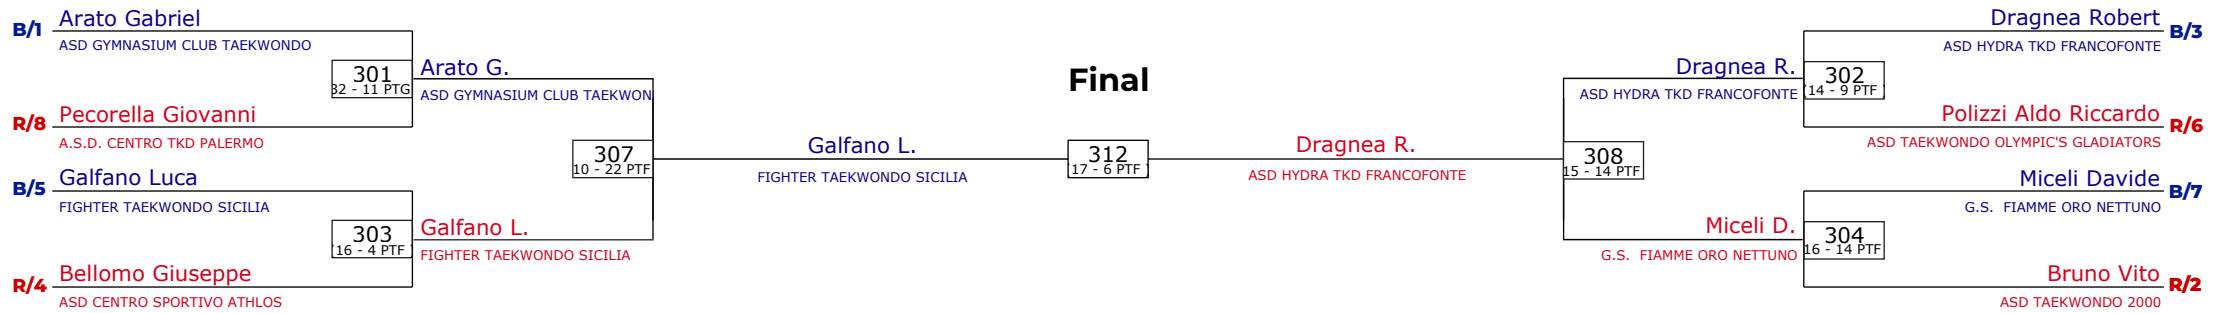 B/1
Arato Gabriel
ASD GYMNASIUM CLUB TAEKWONDO
301
32 - 11 PTG
R/8
Pecorella Giovanni
A.S.D. CENTRO TKD PALERMO
B/5
Galfano Luca
FIGHTER TAEKWONDO SICILIA
303
(16 - 4 PTF )
R/4
Bellomo Giuseppe
ASD CENTRO SPORTIVO ATHLOS
Arato G.
ASD GYMNASIUM CLUB TAEKWON
307
10 - 22 PTF
Galfano L.
FIGHTER TAEKWONDO SICILIA
Final
Galfano L.
FIGHTER TAEKWONDO SICILIA
312
(17 - 6 PTF )
Dragnea R.
ASD HYDRA TKD FRANCOFONTE
Dragnea R.
ASD HYDRA TKD FRANCOFONTE
308
15 - 14 PTF
Miceli D.
G.S. FIAMME ORO NETTUNO
Dragnea Robert
B/3
ASD HYDRA TKD FRANCOFONTE
302
(14 - 9 PTF )
Polizzi Aldo Riccardo
R/6
ASD TAEKWONDO OLYMPIC'S GLADIATORS
Miceli Davide
B/7
G.S. FIAMME ORO NETTUNO
304
16 - 14 PTF
Bruno Vito
R/2
ASD TAEKWONDO 2000